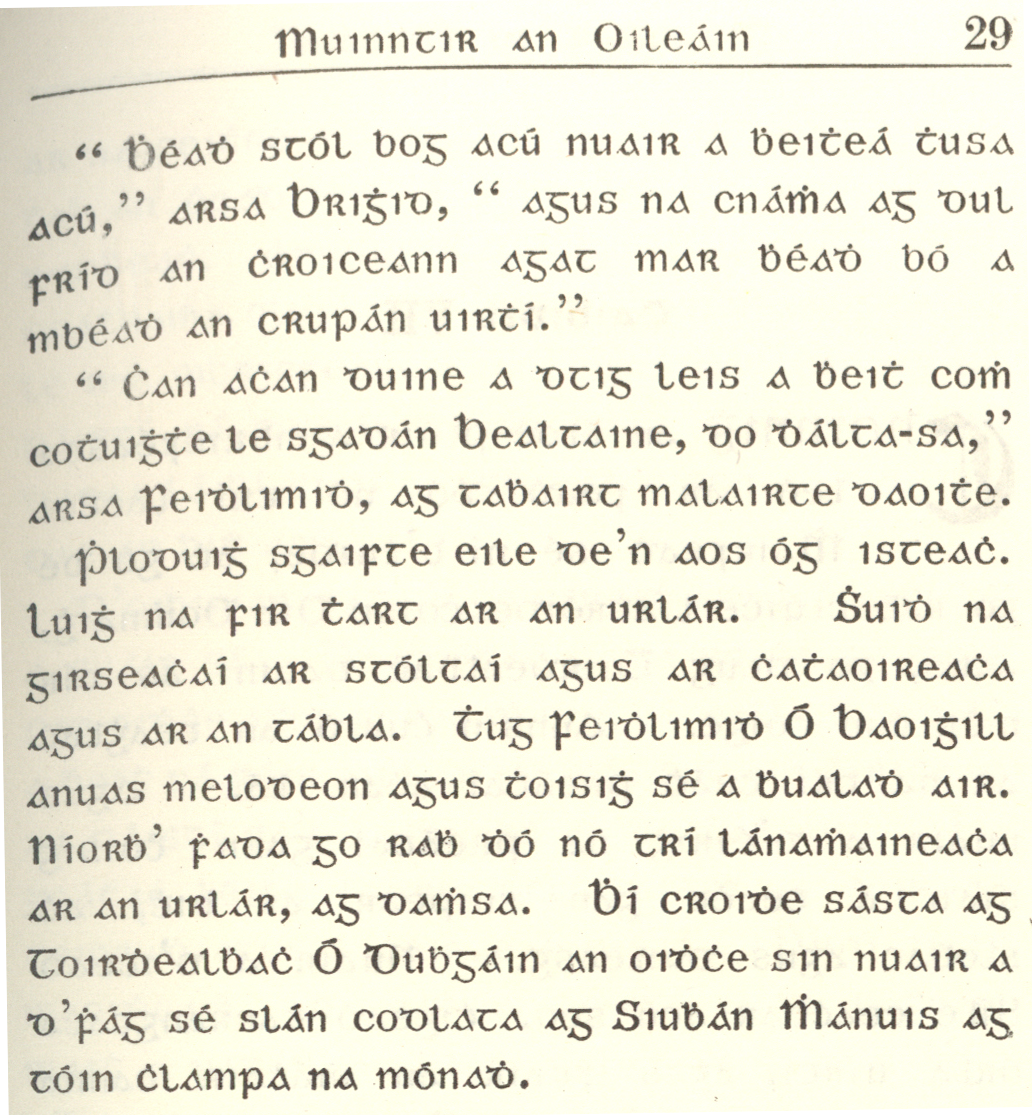 Muinntir an Oileáin 29
“ Ḃéaḋ stól bog acú nuair a ḃeiṫeá ṫusa
acú,” arsa Briġid, “ agus na cnáṁa ag dul
fríd an ċroiceann agat mar ḃéaḋ bó a
mbéaḋ an crupán uirṫí.”
“ Ċan aċan duine a dtig leis a ḃeiṫ coṁ
coṫuiġṫe le sgadán Bealtaine, do ḋálta-sa,”
arsa Feiḋlimiḋ, ag taḃairt malairte daoiṫe.
Ṗloduiġ sgaifte eile de’n aos óg isteaċ.
Luiġ na fir ṫart ar an urlár. Ṡuiḋ na
girseaċaí ar stóltaí agus ar ċaṫaoireaċa
agus ar an tábla. Ṫug Feiḋlimiḋ Ó Baoiġill
anuas melodeon agus ṫoisiġ sé a ḃualaḋ air.
Níorḃ’ ḟada go raḃ ḋó nó trí lánaṁaineaċa
ar an urlár, ag daṁsa. Ḃí croiḋe sásta ag
Toirḋealḃaċ Ó Duḃgáin an oiḋċe sin nuair a
d’ḟág sé slán codlata ag Siuḃán Ṁánuis ag
tóin ċlampa na mónaḋ.